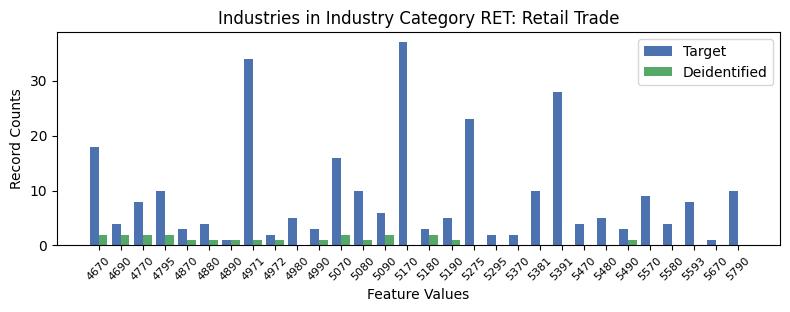 Industries in Industry Category RET: Retail Trade
Target
Deidentified
Record Counts
30
20
10
0
4670 4690 4770 4795 4870 4880 4890 4971 4972 4980 4990 5070 5080 5090 5170 5180 5190 5275 5295 5370 5381 5391 5470 5480 5490 5570 5580 5593 5670 5790
Feature Values